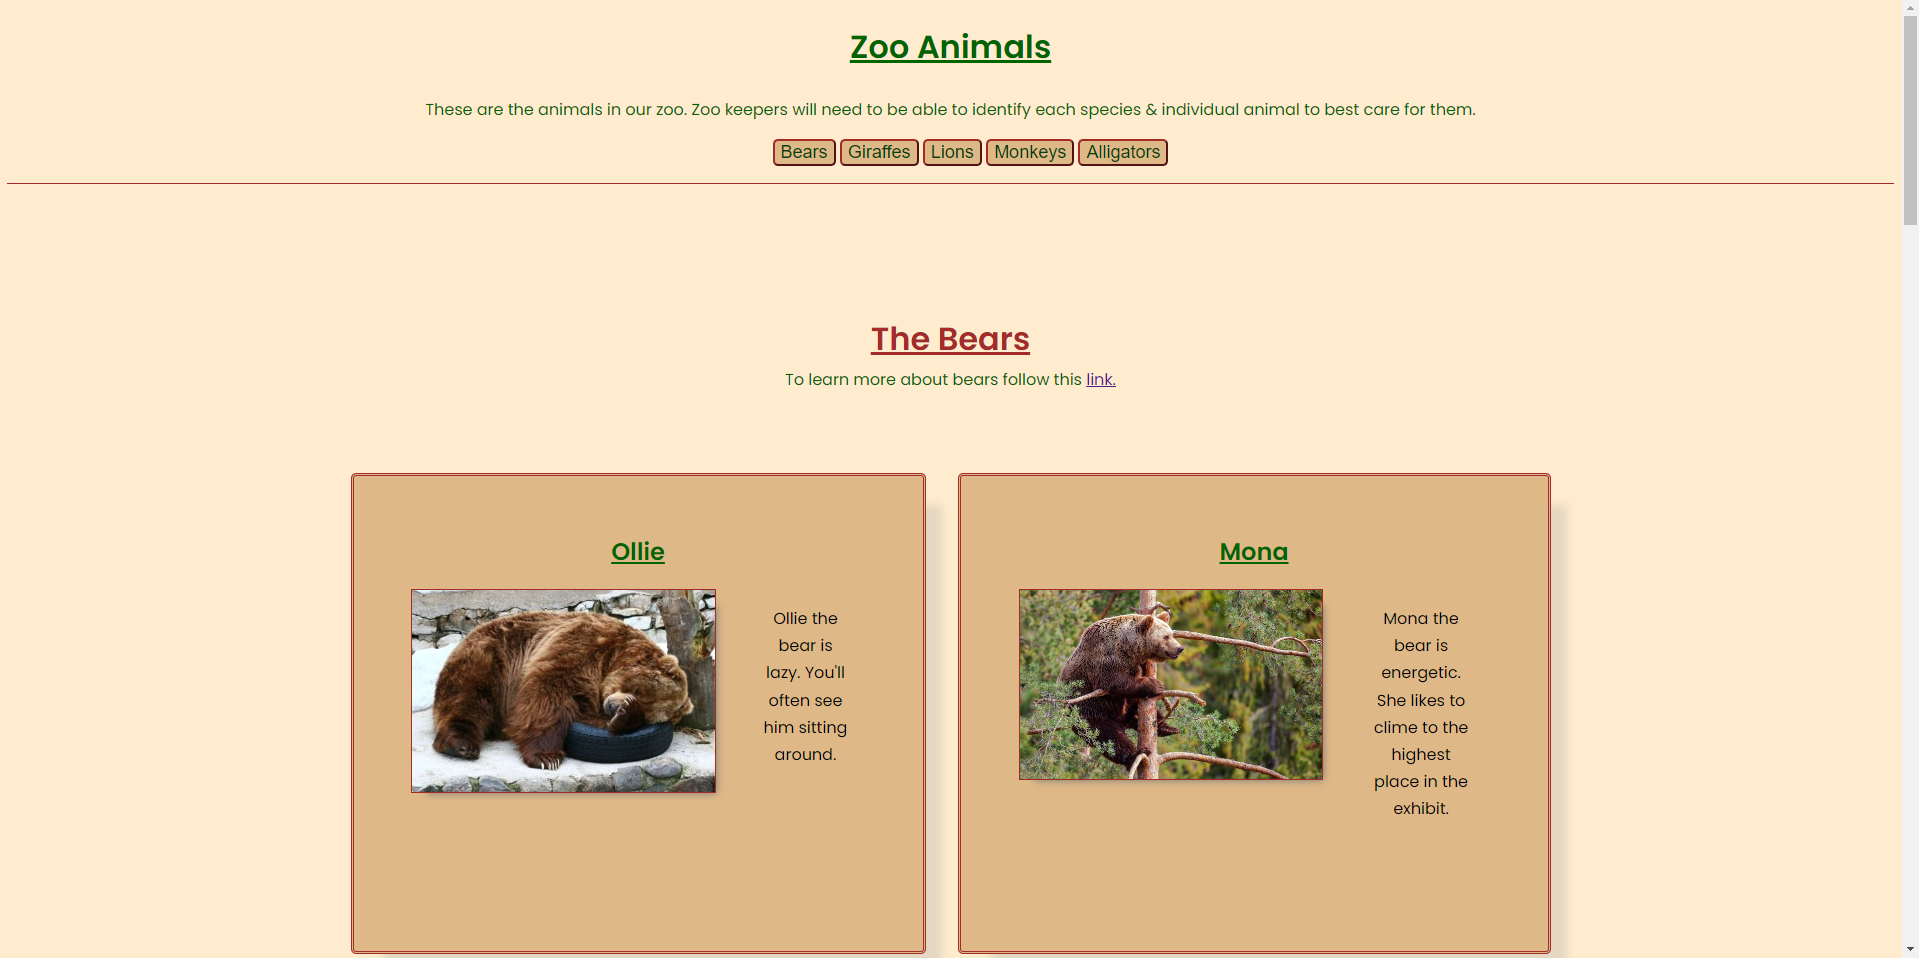 Zoo Animals
These are the animals in our zoo. Zoo keepers will need to be able to identify each species & individual animal to best care for them.
Bears Giraffes Lions Monkeys Alligators
The Bears
To learn more about bears follow this link.
Ollie
Ollie the
bear is
lazy. You'll
often see
him sitting
around.
Mona
Mona the
bear is
energetic.
She likes to
clime to the
highest
place in the
exhibit.